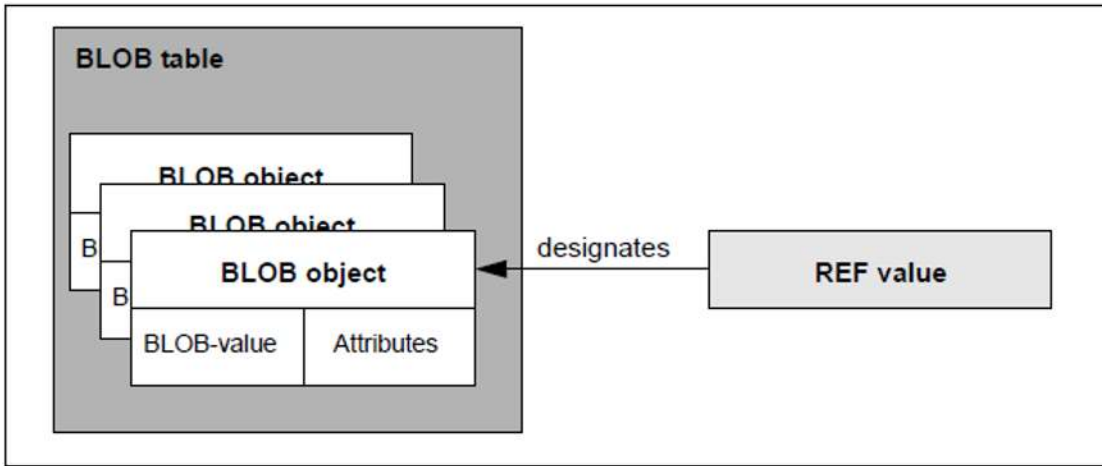 BLOB table
BLOB object
BLOB object
B
BLOB object
designates
REF value
B
BLOB-value
Attributes